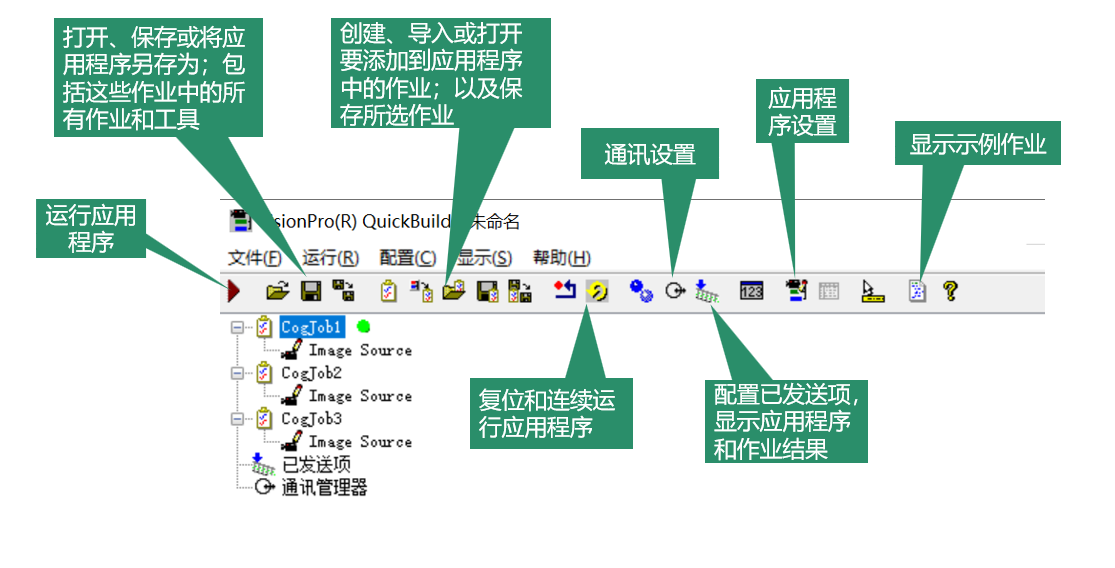 打开、保存或将应
用程序另存为；包
括这些作业中的所
有作业和工具
创建、导入或打开
要添加到应用程序
中的作业；以及保
存所选作业
应用程
序设置
通讯设置
显示示例作业
运行应用
程序
sionPro(R) QuickBuild 未命名
文件(F) 运行(R) 配置(C) 显示(S) 帮助(H)
123
CogJob1
Image Source
CogJob2
Image Source
CogJob3
Image Source
已发送项
通讯管理器
复位和连续运
行应用程序
配置已发送项，
显示应用程序
和作业结果